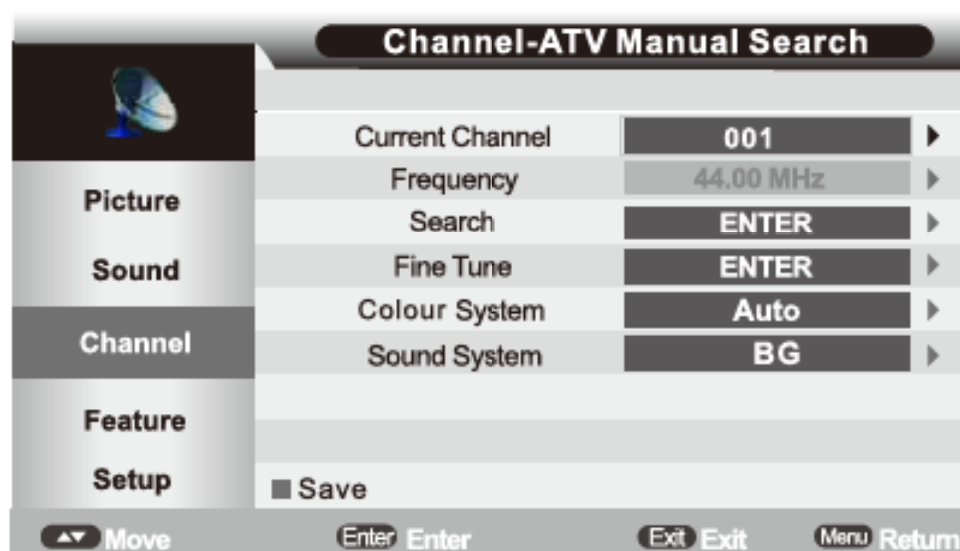 Channel-ATV Manual Search
Current Channel 001
Frequency 44.00 MHz
Search ENTER
Fine Tune ENTER
Colour System Auto
Sound System BG
Picture
Sound
Channel
Feature
Setup
Save
Move Enter Enter Exit Exit Menu Return